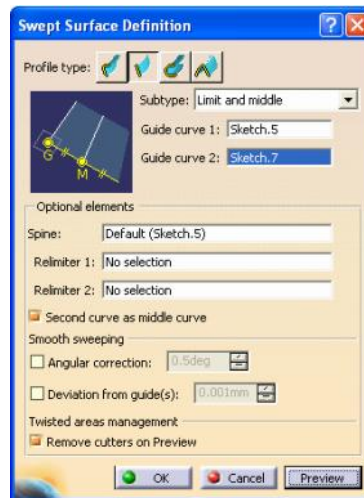 Swept Surface Definition
Profile type:
Subtype: Limit and middle
Guide curve 1: Sketch.5
Guide curve 2: Sketch.7
G M
Optional elements
Spine: Default (Sketch.5)
Relimiter 1: No selection
Relimiter 2: No selection
Second curve as middle curve
Smooth sweeping
Angular correction: 0.5deg
Deviation from guide(s): 0.001mm
Twisted areas management
Remove cutters on Preview
OK Cancel Preview